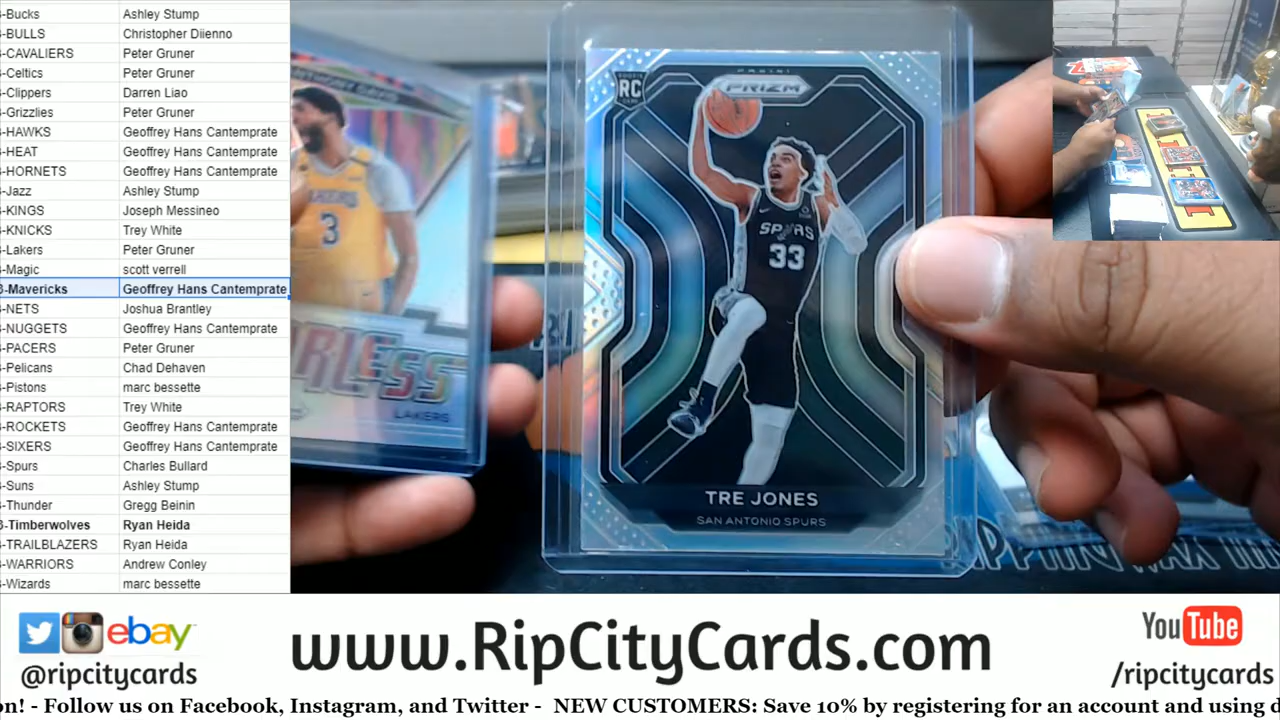 -Bucks Ashley Stump
-BULLS Christopher Diienno
-CAVALIERS Peter Gruner
-Celtics Peter Gruner
-Clippers Darren Liao
-Grizzlies Peter Gruner
-HAWKS Geoffrey Hans Cantemprate
-HEAT Geoffrey Hans Cantemprate
-HORNETS Geoffrey Hans Cantemprate
-Jazz Ashley Stump
-KINGS Joseph Messineo
-KNICKS Trey White
-Lakers Peter Gruner
-Magic scott verrell
-Mavericks Geoffrey Hans Cantemprate
-NETS Joshua Brantley
-NUGGETS Geoffrey Hans Cantemprate
-PACERS Peter Gruner
-Pelicans Chad Dehaven
-Pistons marc bessette
-RAPTORS Trey White
-ROCKETS Geoffrey Hans Cantemprate
-SIXERS Geoffrey Hans Cantemprate
-Spurs Charles Bullard
-Suns Ashley Stump
-Thunder Gregg Beinin
-Timberwolves Ryan Heida
-TRAILBLAZERS Ryan Heida
-WARRIORS Andrew Conley
-Wizards marc bessette
3
RLESS
LAKERS
RC
PANINI
PRIZM
SPURS
33
TRE JONES
SAN ANTONIO SPURS
ebay
@ripcitycards
www.RipCityCards.com
YouTube
/ripcitycards
on! - Follow us on Facebook, Instagram, and Twitter - NEW CUSTOMERS: Save 10% by registering for an account and using d